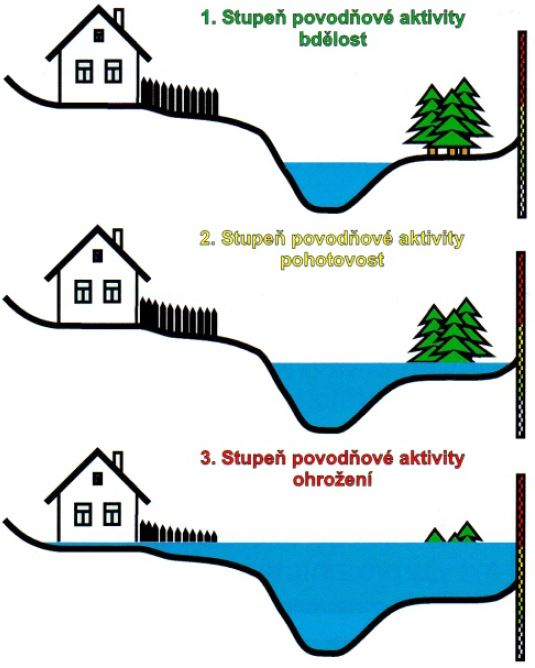 1. Stupeň povodňové aktivity
bdělost
2. Stupeň povodňové aktivity
pohotovost
3. Stupeň povodňové aktivity
ohrožení